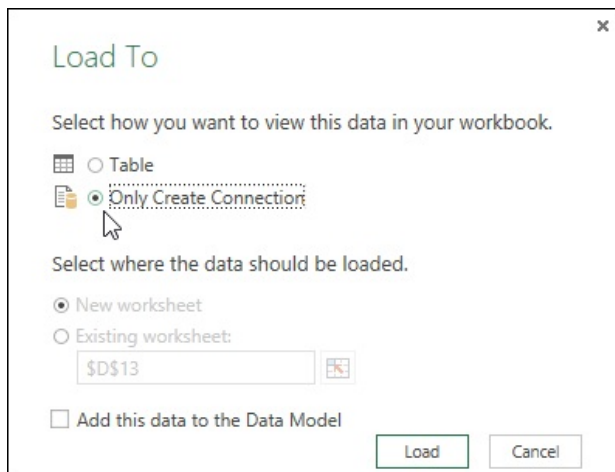 Load To
Select how you want to view this data in your workbook.
Table
Only Create Connection
Select where the data should be loaded.
New worksheet
Existing worksheet:
$D$13
Add this data to the Data Model
Load Cancel